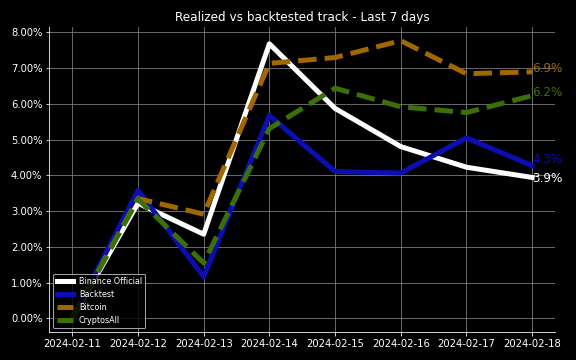 Realized vs backtested track - Last 7 days
8.00%
7.00%
6.00%
5.00%
4.00%
3.00%
2.00%
1.00%
0.00%
6.9%
6.2%
4.3%
3.9%
Binance Official
Backtest
Bitcoin
CryptosAll
2024-02-11 2024-02-12 2024-02-13 2024-02-14 2024-02-15 2024-02-16 2024-02-17 2024-02-18